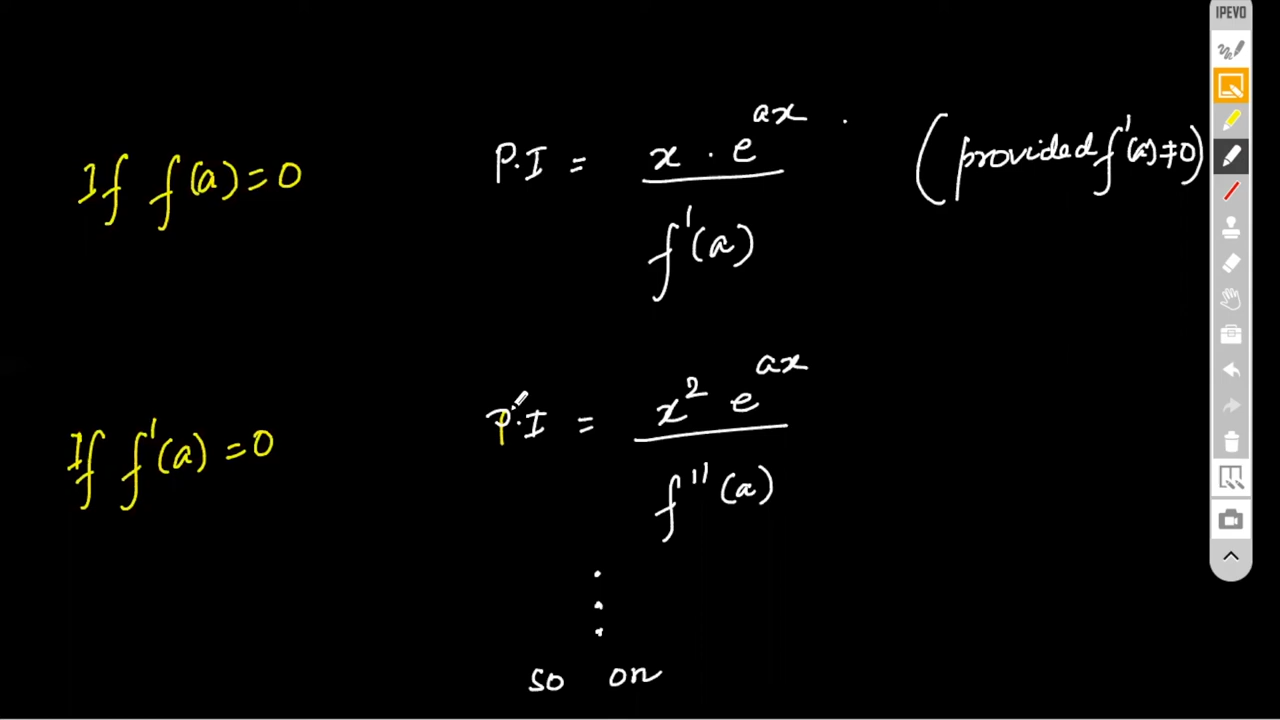 IPEVO
If f(a) = 0 P.I = x · e^{ax} / f'(a) . (provided f'(a) ≠ 0)
If f'(a) = 0 P.I = x^2 e^{ax} / f''(a)
⋮
so on